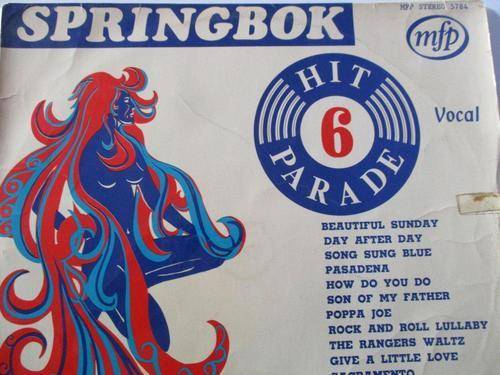 SPRINGBOK
MFP STEREO 5784
mfp
HIT
6
PARADE
Vocal
BEAUTIFUL SUNDAY
DAY AFTER DAY
SONG SUNG BLUE
PASADENA
HOW DO YOU DO
SON OF MY FATHER
POPPA JOE
ROCK AND ROLL LULLABY
THE RANGERS WALTZ
GIVE A LITTLE LOVE
SACRAMENTO